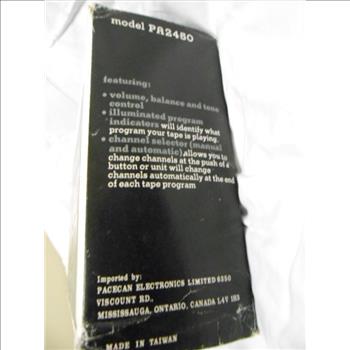 model PA2450
featuring:
• volume, balance and tone
control
• illuminated program
indicators will identify what
program your tape is playing.
• channel selector (manual
and automatic) allows you to
change channels at the push of a
button or unit will change
channels automatically at the end
of each tape program
Imported by:
PACECAN ELECTRONICS LIMITED 6350
VISCOUNT RD.,
MISSISSAUGA, ONTARIO, CANADA L4V 1H3
MADE IN TAIWAN